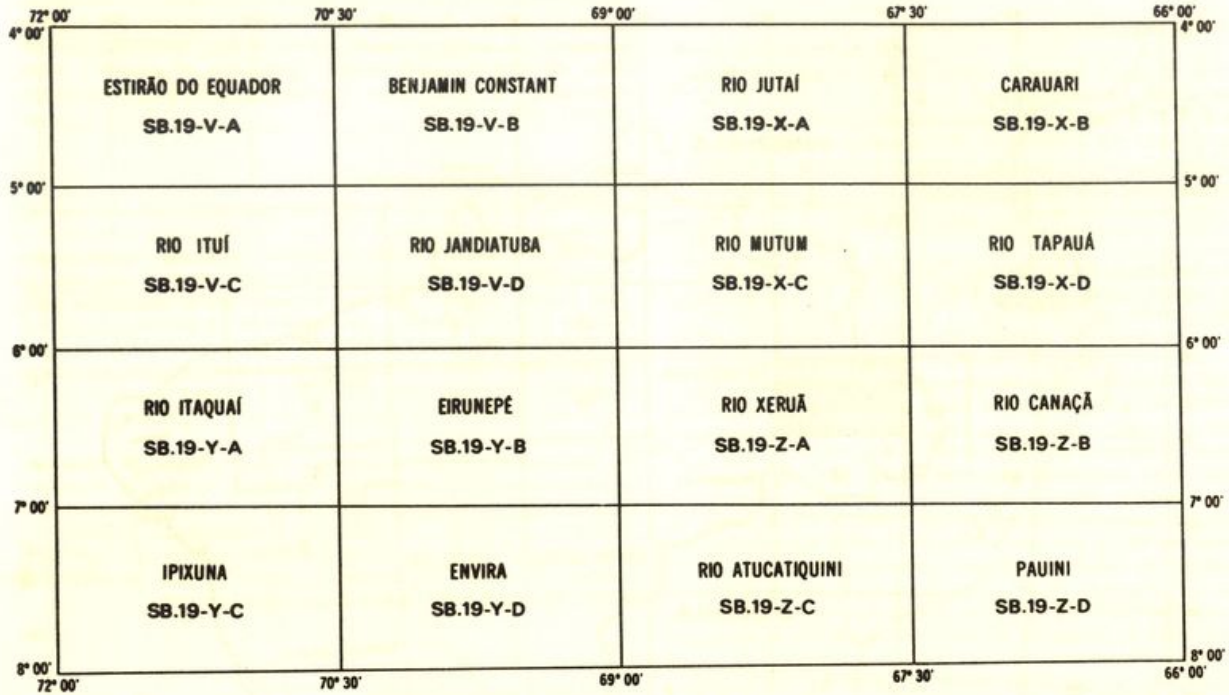 72° 00' 70° 30' 69° 00' 67° 30' 66° 00'
4° 00' 4° 00'
ESTIRÃO DO EQUADOR BENJAMIN CONSTANT RIO JUTAÍ CARAUARI
SB.19-V-A SB.19-V-B SB.19-X-A SB.19-X-B
5° 00' 5° 00'
RIO ITUÍ RIO JANDIATUBA RIO MUTUM RIO TAPAUÁ
SB.19-V-C SB.19-V-D SB.19-X-C SB.19-X-D
6° 00' 6° 00'
RIO ITAQUAÍ EIRUNEPÊ RIO XERUÃ RIO CANAÇÃ
SB.19-Y-A SB.19-Y-B SB.19-Z-A SB.19-Z-B
7° 00' 7° 00'
IPIXUNA ENVIRA RIO ATUCATIQUINI PAUINI
SB.19-Y-C SB.19-Y-D SB.19-Z-C SB.19-Z-D
8° 00' 8° 00'
72° 00' 70° 30' 69° 00' 67° 30' 66° 00'